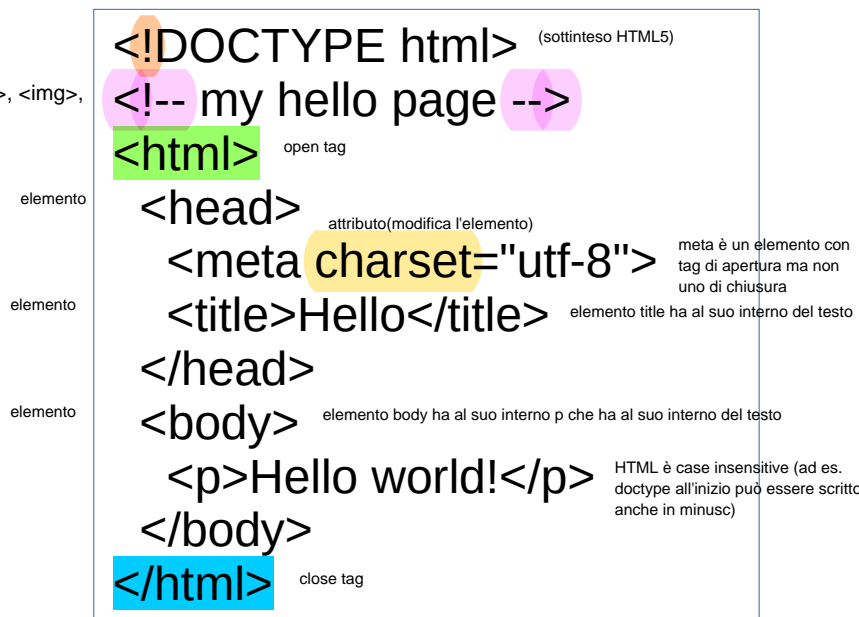 <!DOCTYPE html> (sottinteso HTML5)
>, <img>, <!-- my hello page -->
<html> open tag
elemento <head>
attributo(modifica l'elemento)
<meta charset="utf-8"> meta è un elemento con
tag di apertura ma non
uno di chiusura
elemento <title>Hello</title> elemento title ha al suo interno del testo
</head>
elemento <body> elemento body ha al suo interno p che ha al suo interno del testo
<p>Hello world!</p> HTML è case insensitive (ad es.
doctype all'inizio può essere scritto
anche in minusc)
</body>
</html> close tag